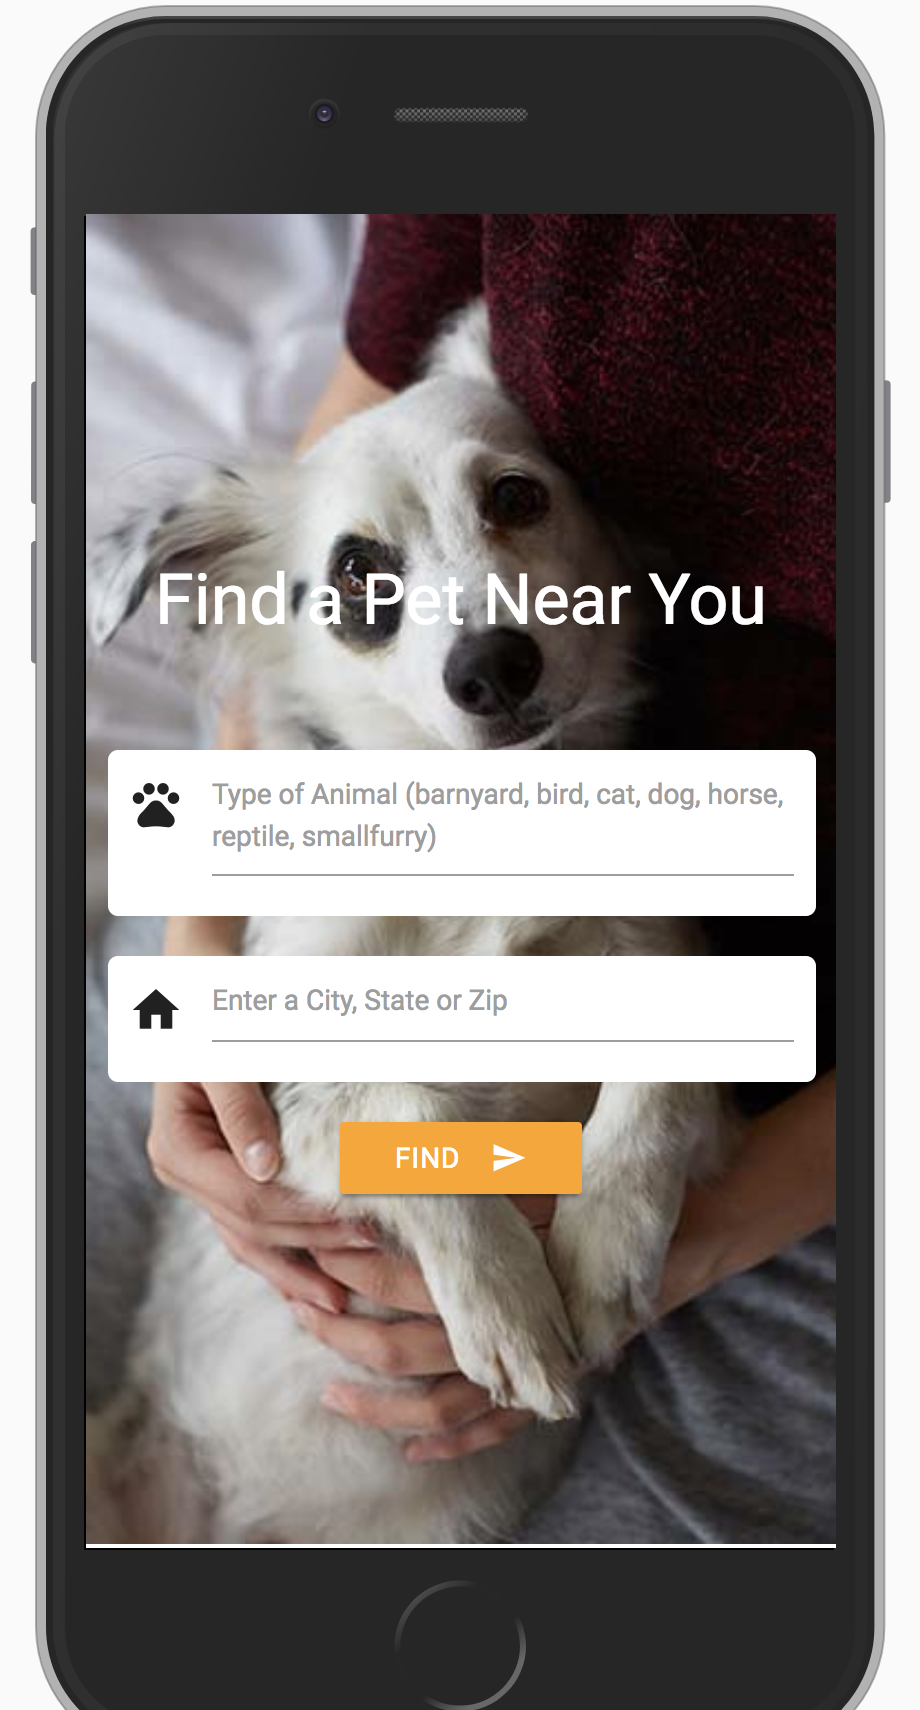 Find a Pet Near You
Type of Animal (barnyard, bird, cat, dog, horse,
reptile, smallfurry)
Enter a City, State or Zip
FIND